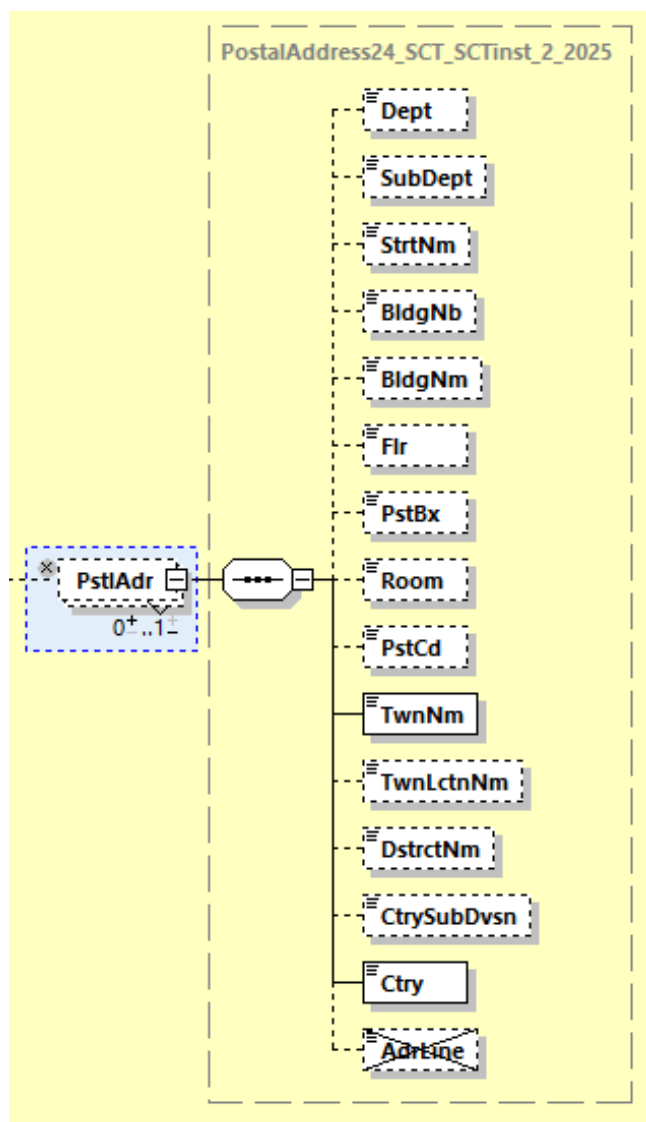 PostalAddress24_SCT_SCTinst_2_2025
Dept
SubDept
StrtNm
BldgNb
BldgNm
Flr
PstBx
PstlAdr
0..1
Room
PstCd
TwnNm
TwnLctnNm
DstrctNm
CtrySubDvsn
Ctry
AdrLine